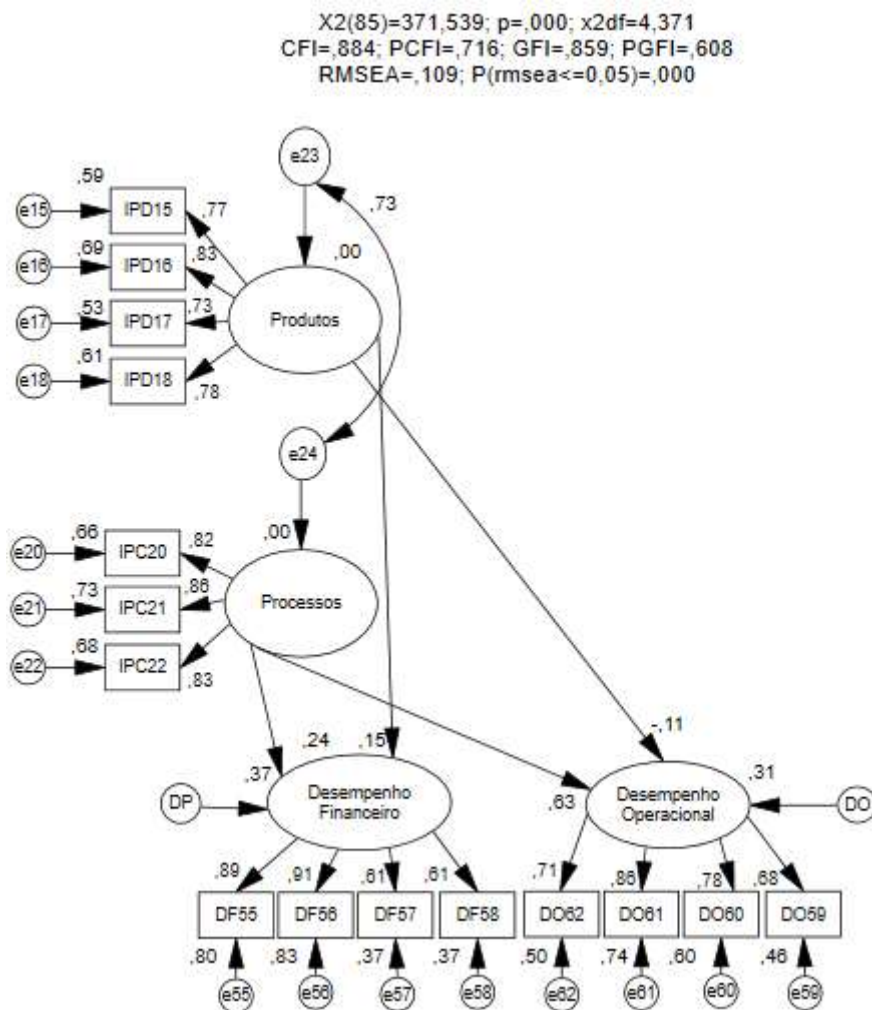 X2(85)=371,539; p=,000; x2df=4,371
CFI=,884; PCFI=,716; GFI=,859; PGFI=,608
RMSEA=,109; P(rmsea<=0,05)=,000
e23
,59
,73
e15
IPD15
,77
,00
e16
,69
IPD16
,83
e17
,53
IPD17
,73
Produtos
,61
e18
IPD18
,78
e24
,66
,00
e20
IPC20
,82
e21
,73
IPC21
,86
Processos
,68
e22
IPC22
,83
,24
,15
-,11
,37
,31
DP
Desempenho
Financeiro
,63
Desempenho
Operacional
DO
,89
,91
,61
,61
,71
,86
,78
,68
DF55
DF56
DF57
DF58
DO62
DO61
DO60
DO59
,80
,83
,37
,37
,50
,74
,60
,46
e55
e56
e57
e58
e62
e61
e60
e59